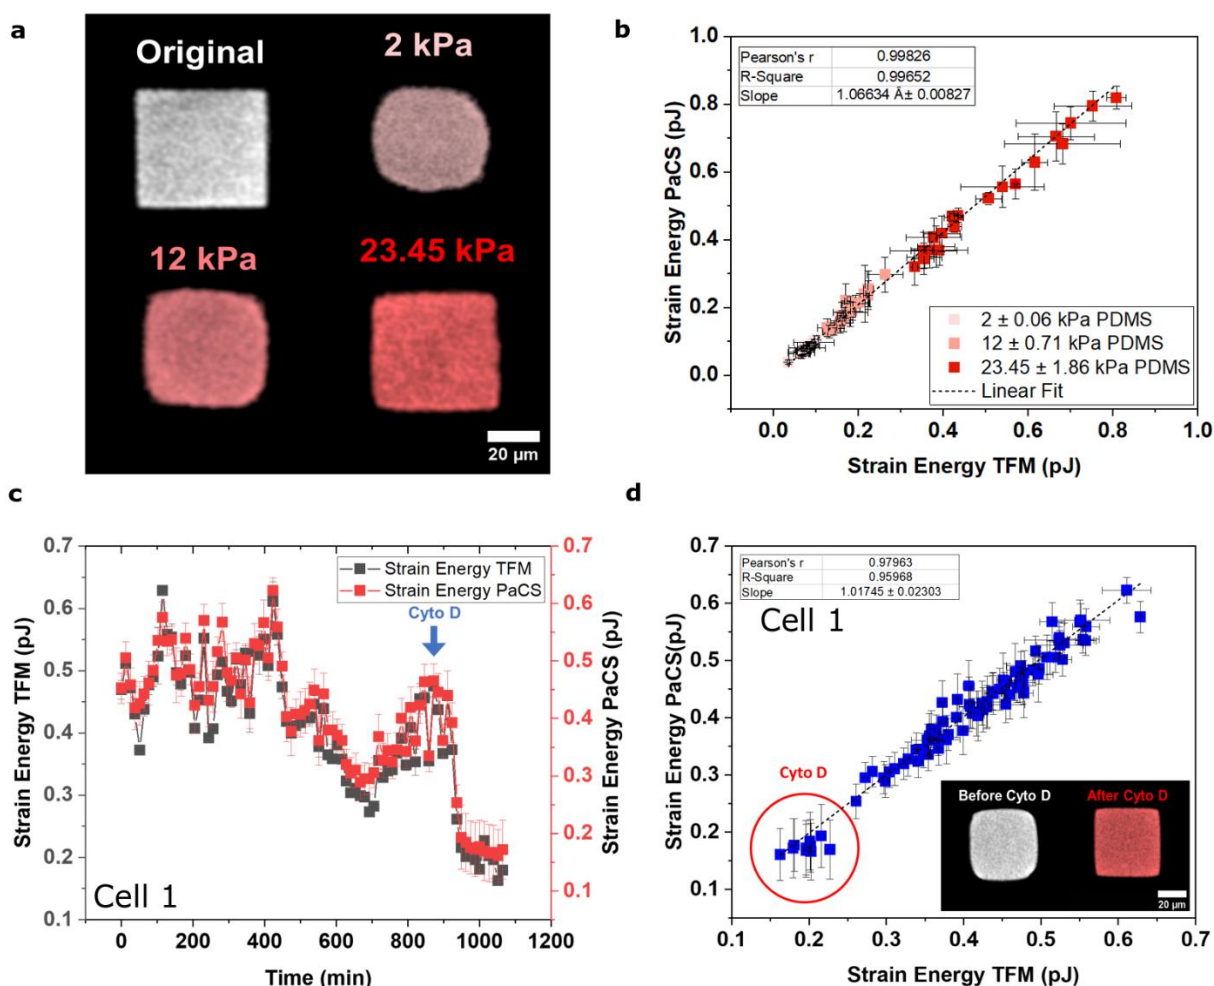 a
Original
2 kPa
12 kPa
23.45 kPa
20 µm
b
Pearson's r 0.99826
R-Square 0.99652
Slope 1.06634 Â± 0.00827
1.0
0.8
0.6
0.4
0.2
0.0
Strain Energy PaCS (pJ)
2 ± 0.06 kPa PDMS
12 ± 0.71 kPa PDMS
23.45 ± 1.86 kPa PDMS
Linear Fit
0.0 0.2 0.4 0.6 0.8 1.0
Strain Energy TFM (pJ)
c
0.7
0.6
0.5
0.4
0.3
0.2
0.1
Strain Energy TFM (pJ)
Strain Energy TFM
Strain Energy PaCS
Cyto D
Cell 1
0.7
0.6
0.5
0.4
0.3
0.2
0.1
Strain Energy PaCS (pJ)
0 200 400 600 800 1000 1200
Time (min)
d
Pearson's r 0.97963
R-Square 0.95968
Slope 1.01745 ± 0.02303
Cell 1
0.7
0.6
0.5
0.4
0.3
0.2
0.1
Strain Energy PaCS(pJ)
Cyto D
Before Cyto D
After Cyto D
20 µm
0.1 0.2 0.3 0.4 0.5 0.6 0.7
Strain Energy TFM (pJ)